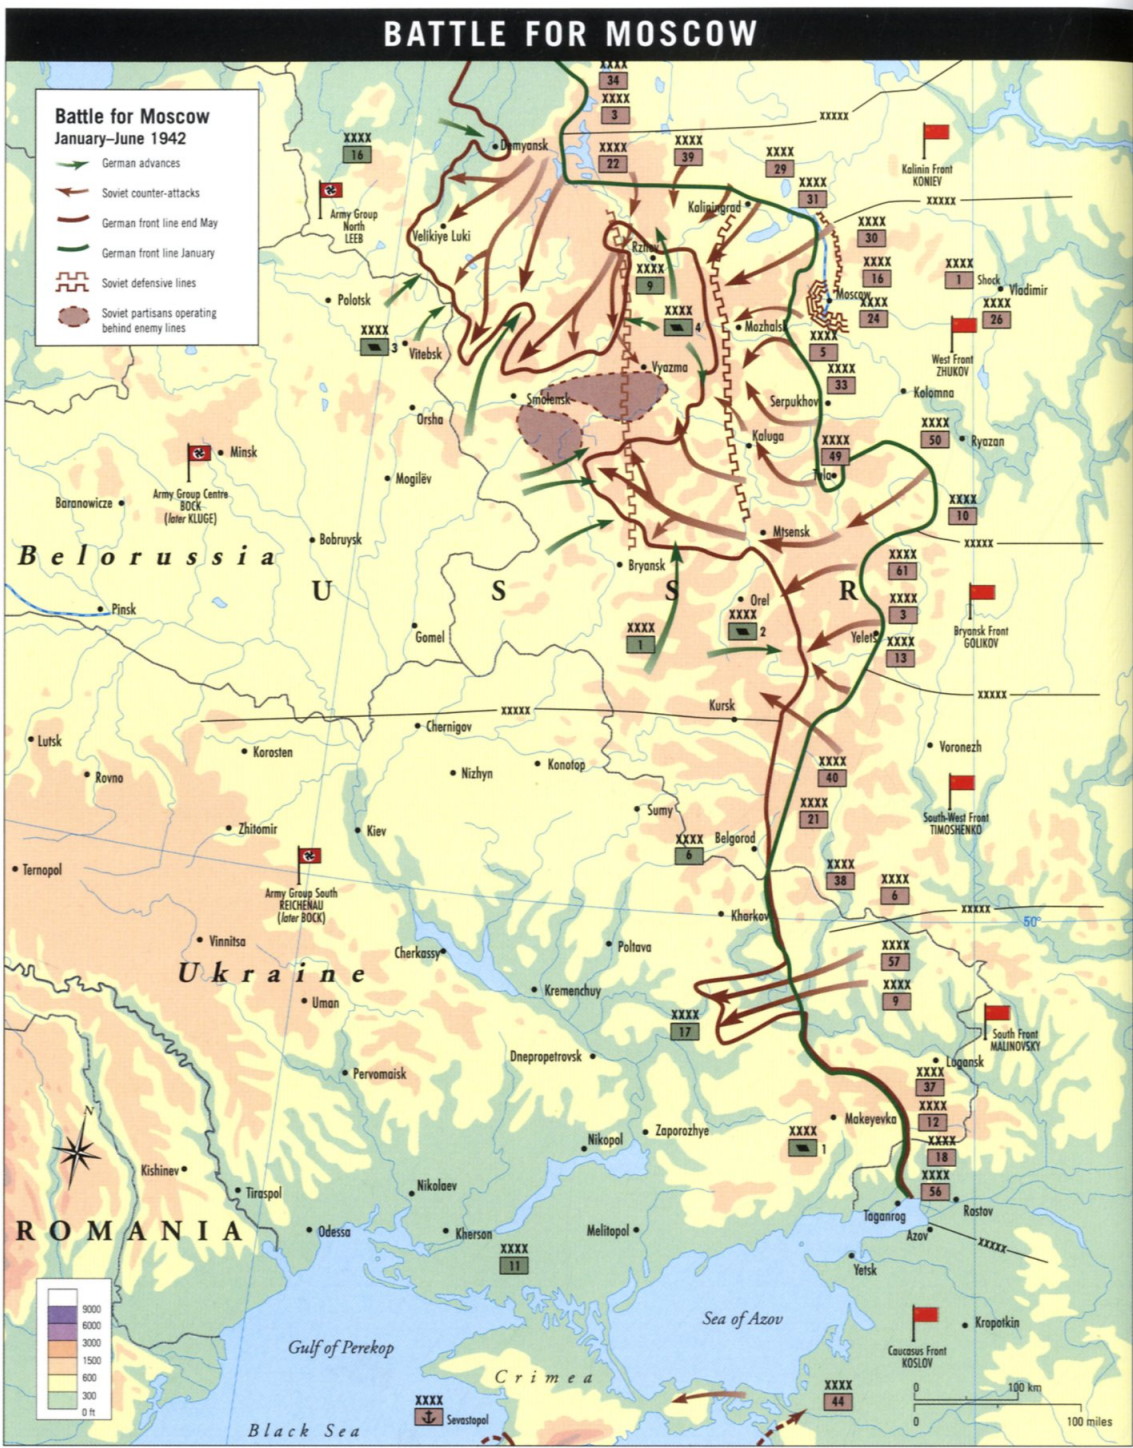 BATTLE FOR MOSCOW
Battle for Moscow
January–June 1942
German advances
Soviet counter-attacks
German front line end May
German front line January
Soviet defensive lines
Soviet partisans operating
behind enemy lines
XXXX
34
XXXX
3
XXXXX
XXXX
16
Demyansk
XXXX
22
XXXX
39
XXXX
29
XXXX
31
Kalinin Front
KONIEV
Army Group
North
LEEB
Velikiye Luki
Kaliningrad
XXXXX
XXXX
30
Rzhev
XXXX
9
XXXX
16
XXXX
1
Shock
Vladimir
Polotsk
Moscow
XXXX
24
XXXX
26
XXXX
3
Vitebsk
XXXX
4
Mozhaisk
XXXX
5
West Front
ZHUKOV
Vyazma
XXXX
33
Smolensk
Serpukhov
Kolomna
Orsha
Kaluga
XXXX
49
XXXX
50
Ryazan
Minsk
Army Group Centre
BOCK
(later KLUGE)
Mogilëv
Tula
Baranowicze
XXXX
10
Bobruysk
Mtsensk
XXXXX
Belorussia
Bryansk
XXXX
61
U S S R
Pinsk
Orel
XXXX
3
Gomel
XXXX
1
XXXX
2
Yelets
XXXX
13
Bryansk Front
GOLIKOV
XXXXX
XXXXX
Kursk
Chernigov
Lutsk
Korosten
Voronezh
Rovno
Nizhyn
Konotop
XXXX
40
Sumy
XXXX
21
South-West Front
TIMOSHENKO
Zhitomir
Kiev
XXXX
6
Belgorod
Ternopol
Army Group South
REICHENAU
(later BOCK)
XXXX
38
XXXX
6
XXXXX
50°
Kharkov
Vinnitsa
Cherkassy
Poltava
XXXX
57
Ukraine
Kremenchuy
XXXX
9
Uman
XXXX
17
South Front
MALINOVSKY
Dnepropetrovsk
Lugansk
Pervomaisk
XXXX
37
N
Makeyevka
XXXX
12
Nikopol
Zaporozhye
XXXX
1
XXXX
18
Kishinev
Tiraspol
Nikolaev
XXXX
56
Taganrog
Rostov
ROMANIA
Odessa
Kherson
Melitopol
Azov
XXXXX
XXXX
11
Yetsk
9000
6000
3000
1500
600
300
0 ft
Sea of Azov
Gulf of Perekop
Kropotkin
Caucasus Front
KOSLOV
Crimea
XXXX
Sevastopol
XXXX
44
0 100 km
0 100 miles
Black Sea